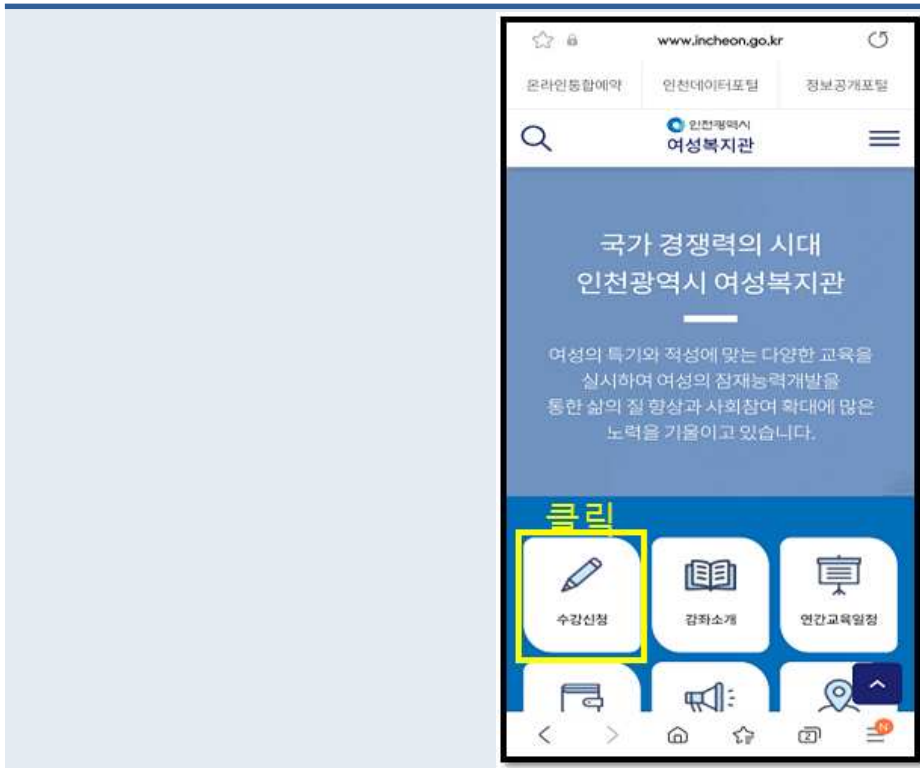 www.incheon.go.kr
온라인통합예약 인천데이터포털 정보공개포털
인천광역시
여성복지관
국가 경쟁력의 시대
인천광역시 여성복지관
여성의 특기와 적성에 맞는 다양한 교육을
실시하여 여성의 잠재능력개발을
통한 삶의 질 향상과 사회참여 확대에 많은
노력을 기울이고 있습니다.
클릭
수강신청 강좌소개 연간교육일정
2
N